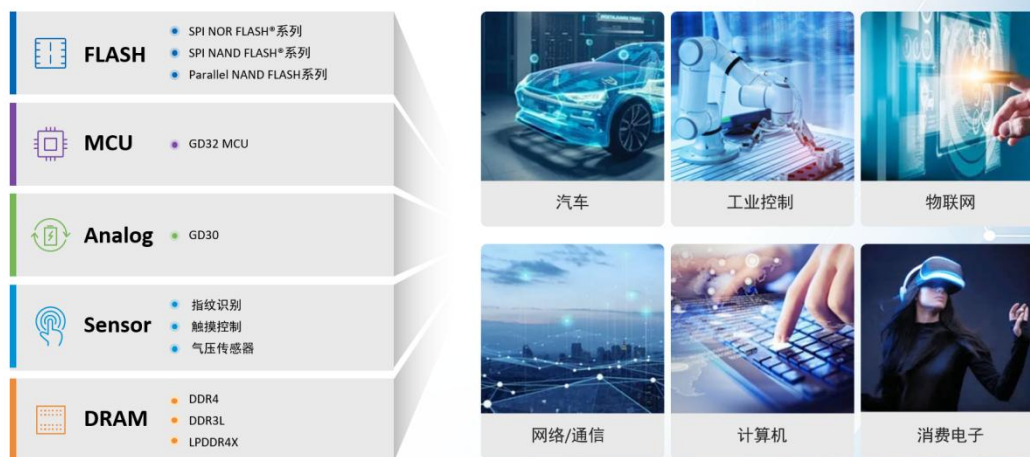 FLASH
SPI NOR FLASH®系列
SPI NAND FLASH®系列
Parallel NAND FLASH系列
MCU
GD32 MCU
Analog
GD30
Sensor
指纹识别
触摸控制
气压传感器
DRAM
DDR4
DDR3L
LPDDR4X
汽车
工业控制
物联网
网络/通信
计算机
消费电子